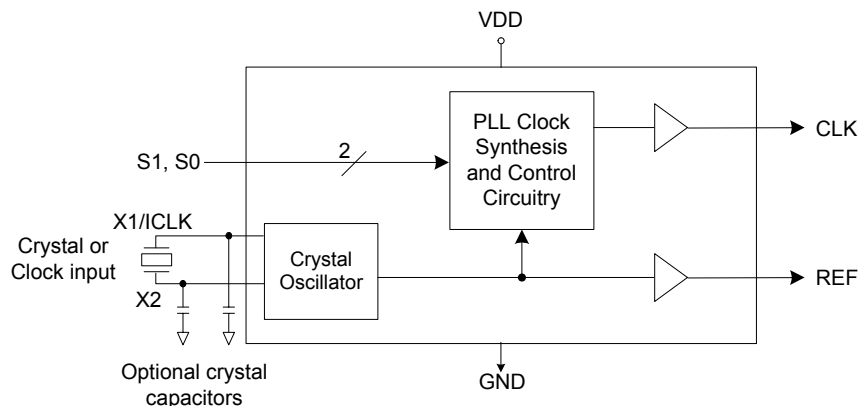 VDD
PLL Clock
Synthesis
and Control
Circuitry
CLK
S1, S0
2
X1/ICLK
Crystal or
Clock input
Crystal
Oscillator
REF
X2
Optional crystal
capacitors
GND